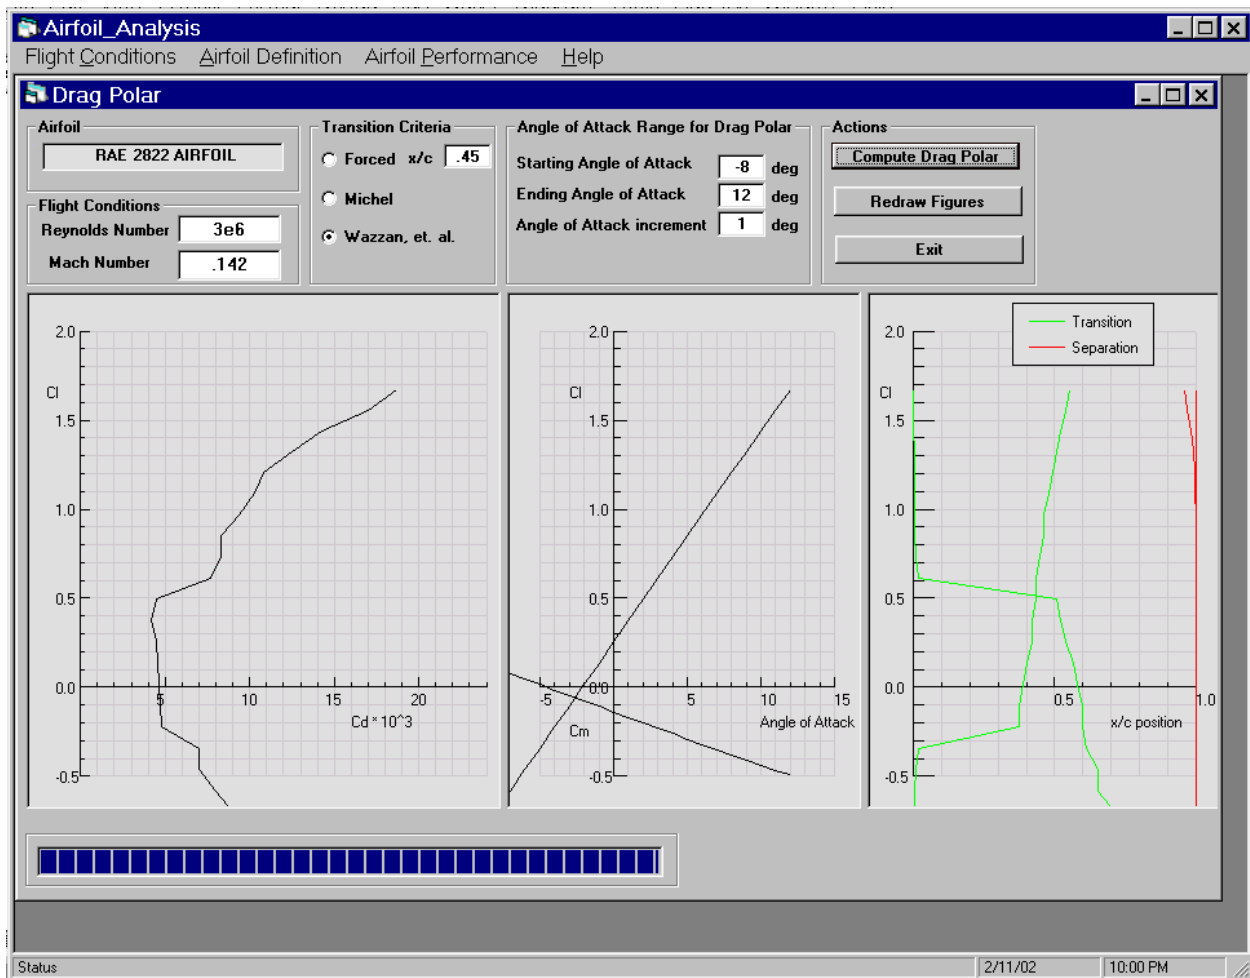 Airfoil_Analysis
Flight Conditions Airfoil Definition Airfoil Performance Help
Drag Polar
Airfoil
RAE 2822 AIRFOIL
Flight Conditions
Reynolds Number 3e6
Mach Number .142
Transition Criteria
Forced x/c .45
Michel
Wazzan, et. al.
Angle of Attack Range for Drag Polar
Starting Angle of Attack -8 deg
Ending Angle of Attack 12 deg
Angle of Attack increment 1 deg
Actions
Compute Drag Polar
Redraw Figures
Exit
2.0
Cl
1.5
1.0
0.5
0.0
5 10 15 20
Cd * 10^3
-0.5
2.0
Cl
1.5
1.0
0.5
0.0
-5 5 10 15
Cm Angle of Attack
-0.5
Transition
Separation
2.0
Cl
1.5
1.0
0.5
0.0
0.5 1.0
x/c position
-0.5
Status 2/11/02 10:00 PM